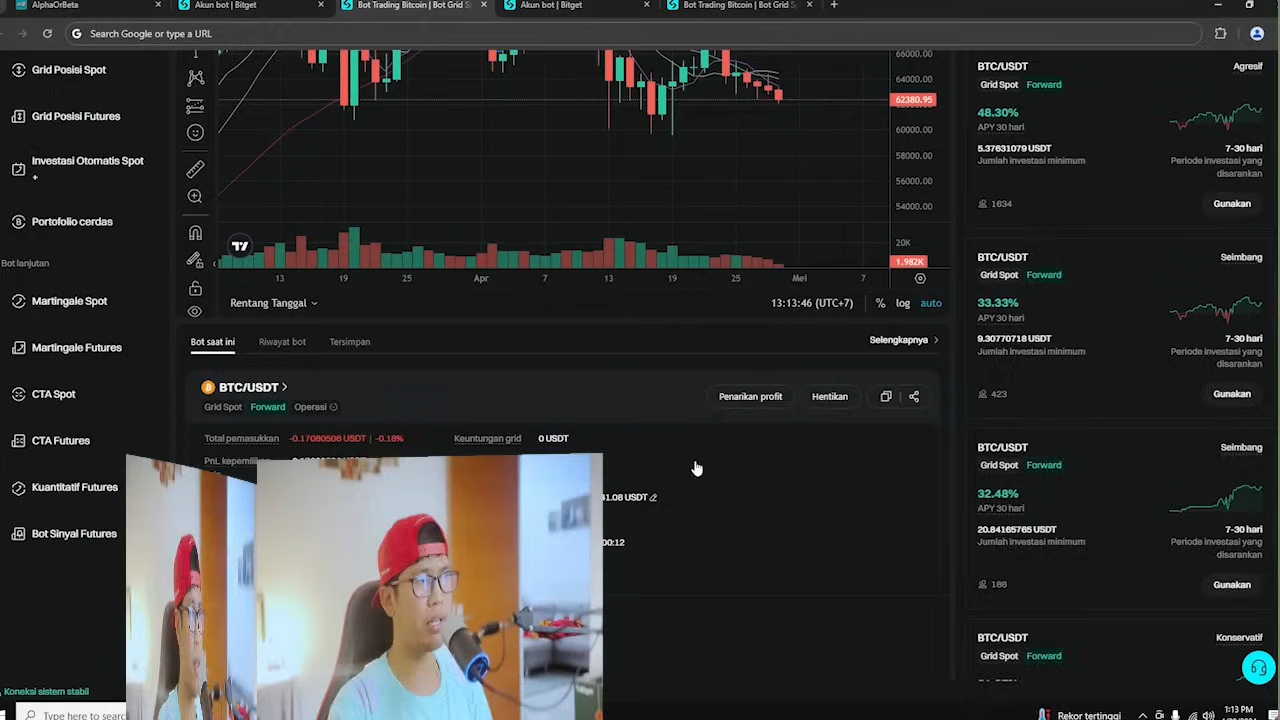 AlphaOrBeta
Akun bot | Bitget
Bot Trading Bitcoin | Bot Grid S
Akun bot | Bitget
Bot Trading Bitcoin | Bot Grid S
Search Google or type a URL
Grid Posisi Spot
Grid Posisi Futures
Investasi Otomatis Spot
+
Portofolio cerdas
Bot lanjutan
Martingale Spot
Martingale Futures
CTA Spot
CTA Futures
Kuantitatif Futures
Bot Sinyal Futures
Koneksi sistem stabil
66000.00
64000.00
62380.95
60000.00
58000.00
56000.00
54000.00
20K
1.982K
13
19
25
Apr
7
13
19
25
Mei
7
Rentang Tanggal
13:13:46 (UTC+7)
%
log
auto
Bot saat ini
Riwayat bot
Tersimpan
Selengkapnya
BTC/USDT
Grid Spot Forward Operasi
Penarikan profit
Hentikan
Total pemasukkan -0.17080506 USDT | -0.18%
Keuntungan grid 0 USDT
41.08 USDT
00:12
BTC/USDT Agresif
Grid Spot Forward
48.30%
APY 30 hari
5.37631079 USDT 7-30 hari
Jumlah investasi minimum Periode investasi yang
disarankan
1634 Gunakan
BTC/USDT Seimbang
Grid Spot Forward
33.33%
APY 30 hari
9.30770718 USDT 7-30 hari
Jumlah investasi minimum Periode investasi yang
disarankan
423 Gunakan
BTC/USDT Seimbang
Grid Spot Forward
32.48%
APY 30 hari
20.84165765 USDT 7-30 hari
Jumlah investasi minimum Periode investasi yang
disarankan
186 Gunakan
BTC/USDT Konservatif
Grid Spot Forward
Type here to searc
Rekor tertinggi
1:13 PM